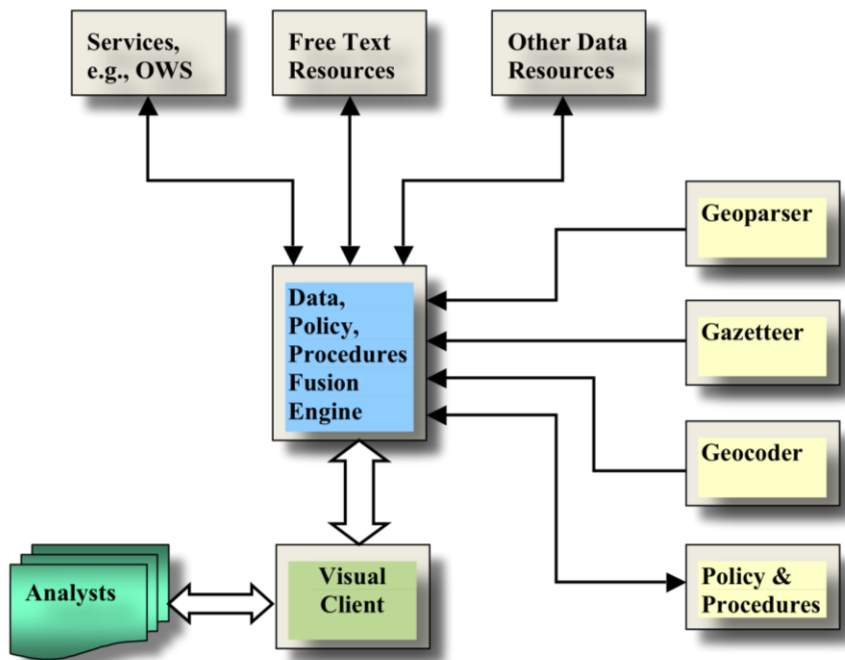 Services,
e.g., OWS
Free Text
Resources
Other Data
Resources
Geoparser
Data,
Policy,
Procedures
Fusion
Engine
Gazetteer
Geocoder
Analysts
Visual
Client
Policy &
Procedures